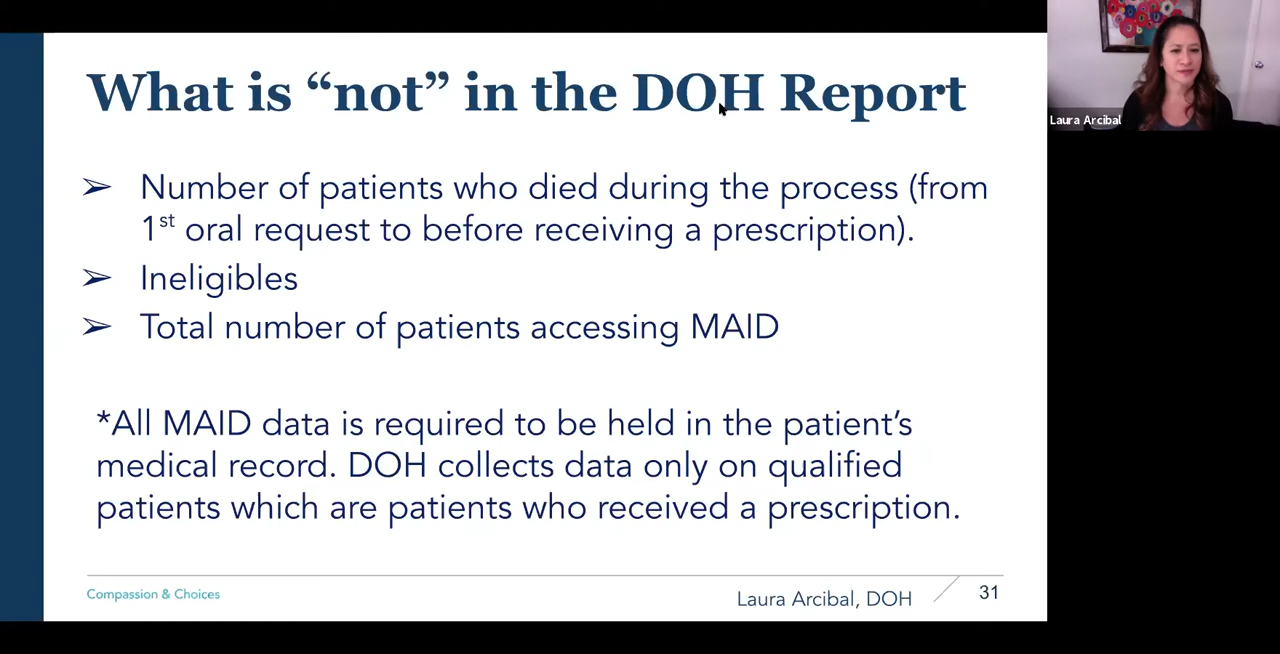 What is “not” in the DOH Report
Laura Arcibal
➢ Number of patients who died during the process (from
1st oral request to before receiving a prescription).
➢ Ineligibles
➢ Total number of patients accessing MAID
*All MAID data is required to be held in the patient’s
medical record. DOH collects data only on qualified
patients which are patients who received a prescription.
Compassion & Choices
Laura Arcibal, DOH
31